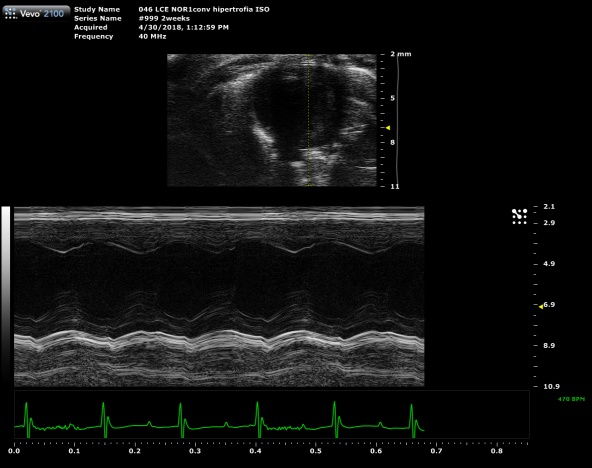 Vevo 2100
Study Name 046 LCE NOR1conv hipertrofia ISO
Series Name #999 2weeks
Acquired 4/30/2018, 1:12:59 PM
Frequency 40 MHz
2 mm
5
8
11
2.1
2.9
4.9
6.9
8.9
10.9
470 BPM
0.0 0.1 0.2 0.3 0.4 0.5 0.6 0.7 0.8